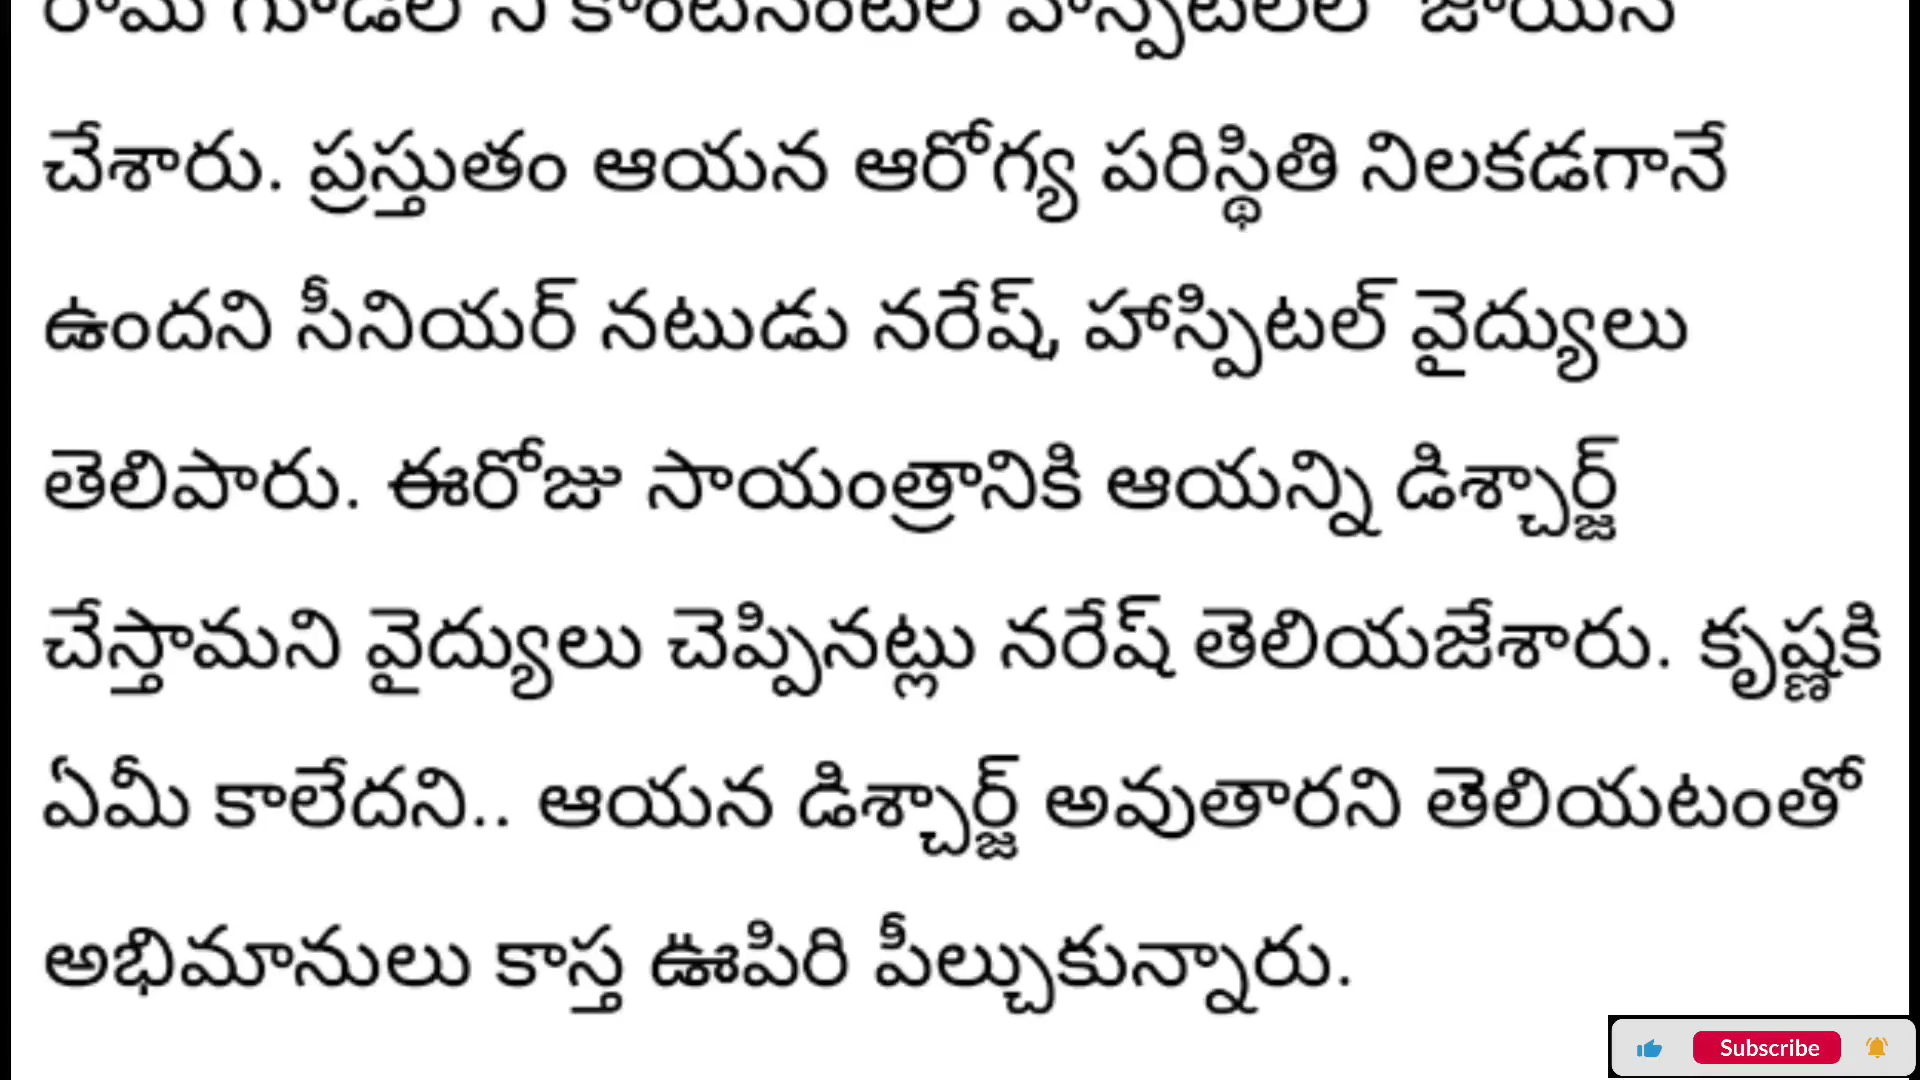 చేశారు. ప్రస్తుతం ఆయన ఆరోగ్య పరిస్థితి నిలకడగానే
ఉందని సీనియర్ నటుడు నరేష్, హాస్పిటల్ వైద్యులు
తెలిపారు. ఈరోజు సాయంత్రానికి ఆయన్ని డిశ్చార్జ్
చేస్తామని వైద్యులు చెప్పినట్లు నరేష్ తెలియజేశారు. కృష్ణకి
ఏమీ కాలేదని.. ఆయన డిశ్చార్జ్ అవుతారని తెలియటంతో
అభిమానులు కాస్త ఊపిరి పీల్చుకున్నారు.
Subscribe